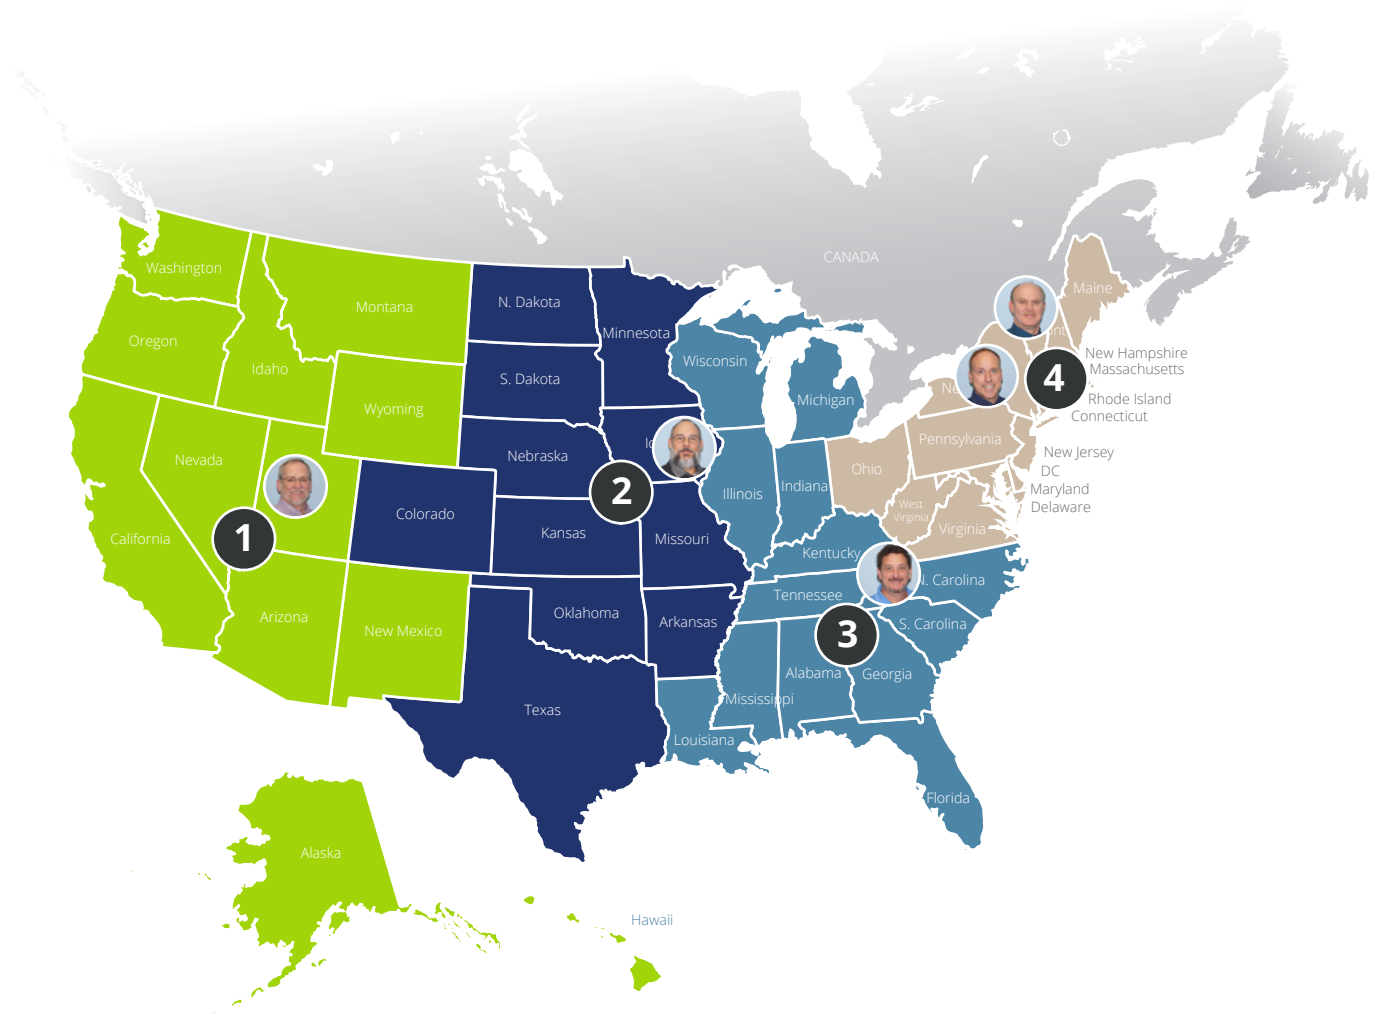 CANADA
Washington
Montana
N. Dakota
Minnesota
Maine
ont
Oregon
Idaho
S. Dakota
Wisconsin
New Hampshire
Massachusetts
Wyoming
Michigan
Ne
4
Rhode Island
Connecticut
Nevada
Nebraska
Io
Pennsylvania
New Jersey
Ohio
DC
2
Illinois
Indiana
Maryland
Delaware
West
Virginia
Colorado
Kansas
Missouri
Virginia
California
1
Kentucky
N. Carolina
Tennessee
Arizona
New Mexico
Oklahoma
Arkansas
3
S. Carolina
Alabama
Georgia
Mississippi
Texas
Louisiana
Florida
Alaska
Hawaii